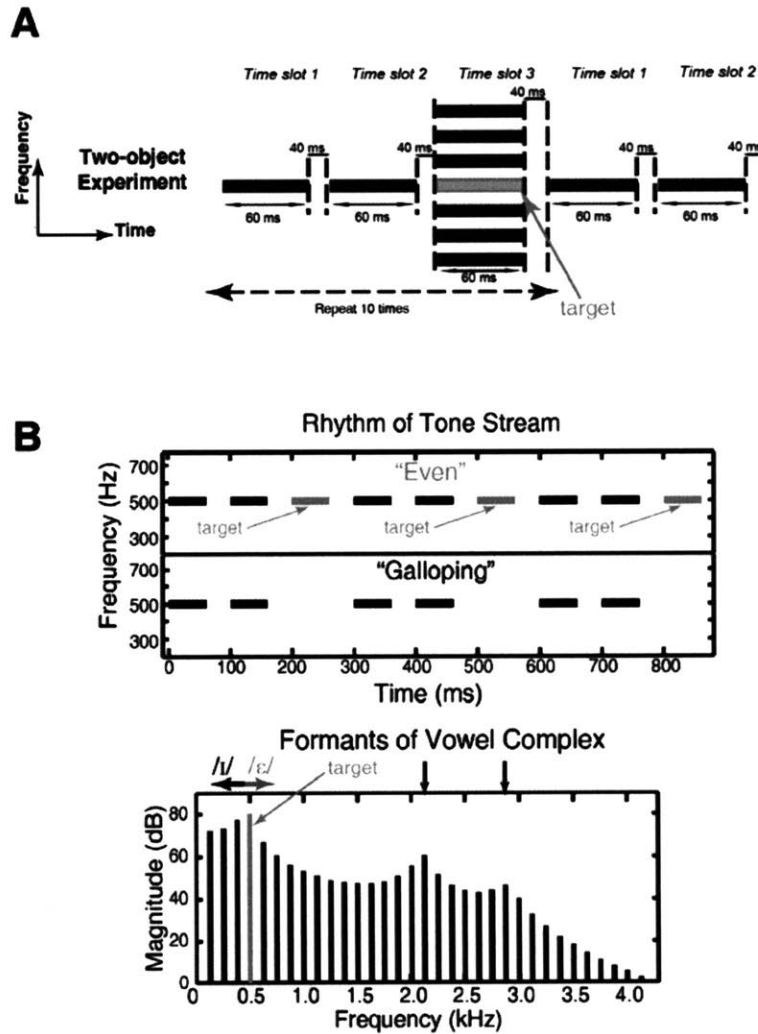 A
Time slot 1 Time slot 2 Time slot 3 Time slot 1 Time slot 2
40 ms
Frequency
Two-object
Experiment
40 ms 40 ms 40 ms 40 ms
60 ms 60 ms 60 ms 60 ms
Time
60 ms
Repeat 10 times
target
B
Rhythm of Tone Stream
Frequency (Hz)
700
500
300
"Even"
target target target
700
500
300
"Galloping"
0 100 200 300 400 500 600 700 800
Time (ms)
Formants of Vowel Complex
/ɪ/ /ε/ target
Magnitude (dB)
80
60
40
20
0
0 0.5 1.0 1.5 2.0 2.5 3.0 3.5 4.0
Frequency (kHz)